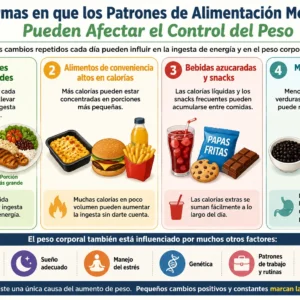 rmas en que los Patrones de Alimentación Mo
Pueden Afectar el Control del Peso
s cambios repetidos cada día pueden influir en la ingesta de energía y en el peso corpor
2 Alimentos de conveniencia
altos en calorías
Más calorías pueden estar
concentradas en porciones
más pequeñas.
Muchas calorías en poco
volumen pueden aumentar
la ingesta sin darte cuenta.
3 Bebidas azucaradas
y snacks
Las calorías líquidas y los
snacks frecuentes pueden
acumularse entre comidas.
PAPAS
FRITAS
Las calorías extras se
suman fácilmente a lo
largo del día.
4
El peso corporal también está influenciado por muchos otros factores:
Sueño
adecuado
Manejo del
estrés
Genética
Patrones
de trabajo
y rutinas
ste una única causa del aumento de peso. Pequeños cambios positivos y constantes marcan la